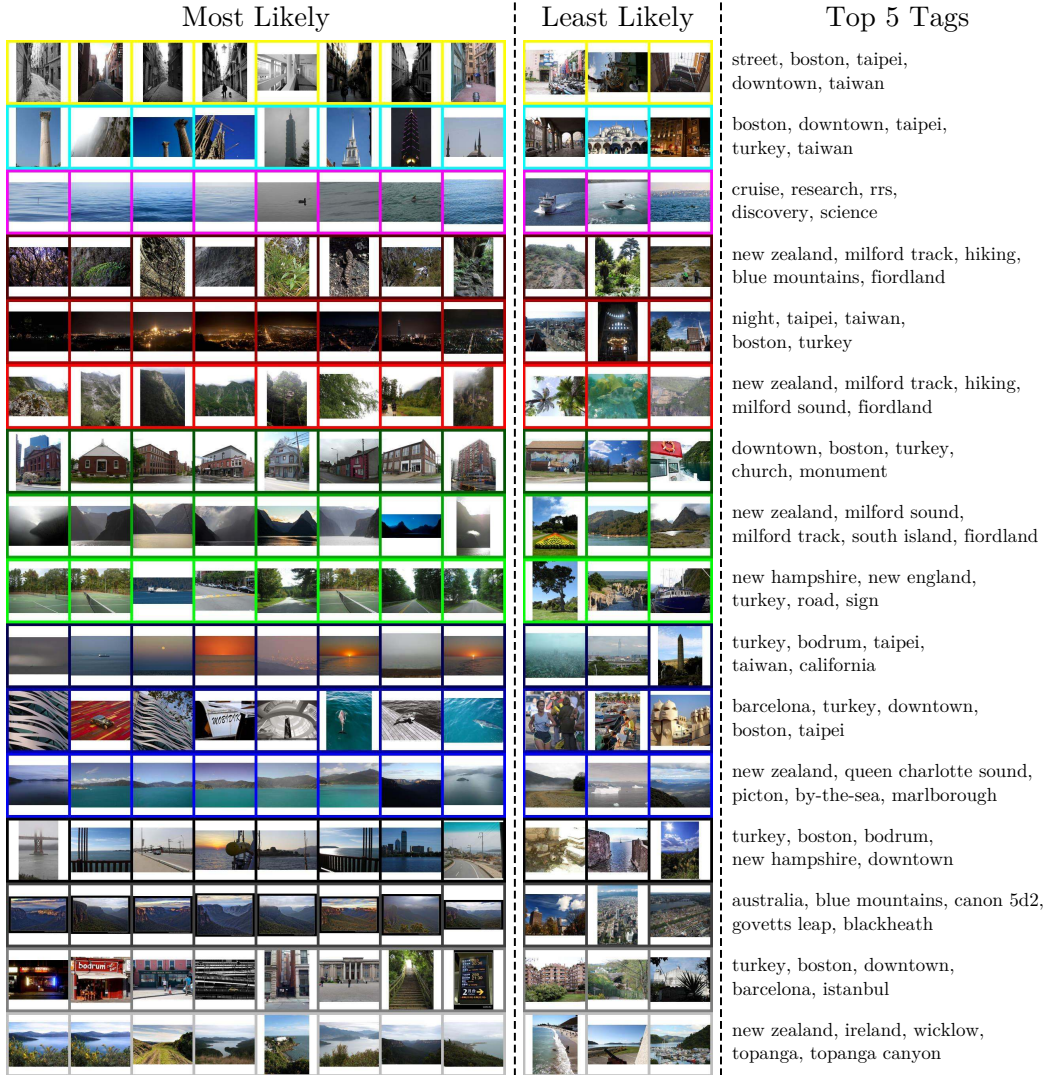 Most Likely
Least Likely
Top 5 Tags
street, boston, taipei,
downtown, taiwan
boston, downtown, taipei,
turkey, taiwan
cruise, research, rrs,
discovery, science
new zealand, milford track, hiking,
blue mountains, fiordland
night, taipei, taiwan,
boston, turkey
new zealand, milford track, hiking,
milford sound, fiordland
downtown, boston, turkey,
church, monument
new zealand, milford sound,
milford track, south island, fiordland
new hampshire, new england,
turkey, road, sign
turkey, bodrum, taipei,
taiwan, california
MOBIDIK
barcelona, turkey, downtown,
boston, taipei
new zealand, queen charlotte sound,
picton, by-the-sea, marlborough
turkey, boston, bodrum,
new hampshire, downtown
australia, blue mountains, canon 5d2,
govetts leap, blackheath
bodrum
2
turkey, boston, downtown,
barcelona, istanbul
new zealand, ireland, wicklow,
topanga, topanga canyon